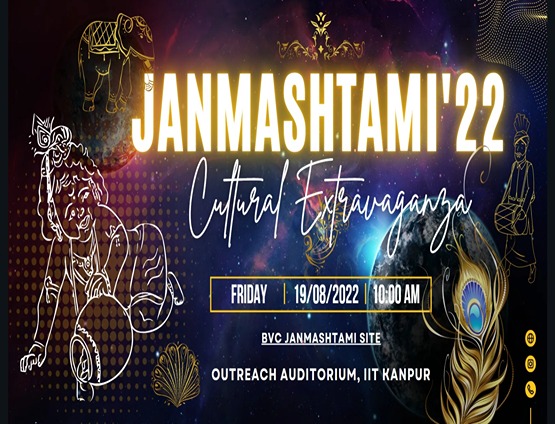 JANMASHTAMI'22
Cultural Extravaganza
FRIDAY | 19/08/2022 | 10:00 AM
BVC JANMASHTAMI SITE
OUTREACH AUDITORIUM, IIT KANPUR